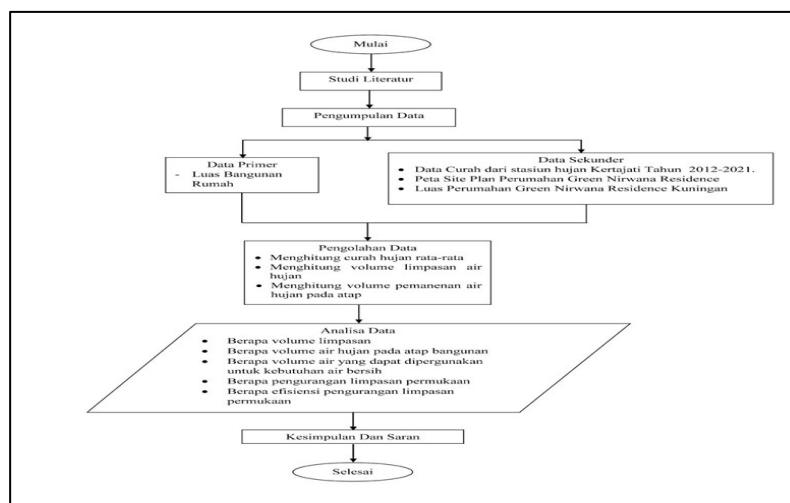 Mulai
Studi Literatur
Pengumpulan Data
Data Primer
- Luas Bangunan
Rumah
Data Sekunder
• Data Curah dari stasiun hujan Kertajati Tahun 2012-2021.
• Peta Site Plan Perumahan Green Nirwana Residence
• Luas Perumahan Green Nirwana Residence Kuningan
Pengolahan Data
• Menghitung curah hujan rata-rata
• Menghitung volume limpasan air
hujan
• Menghitung volume pemanenan air
hujan pada atap
Analisa Data
• Berapa volume limpasan
• Berapa volume air hujan pada atap bangunan
• Berapa volume air yang dapat dipergunakan
untuk kebutuhan air bersih
• Berapa pengurangan limpasan permukaan
• Berapa efisiensi pengurangan limpasan
permukaan
Kesimpulan Dan Saran
Selesai